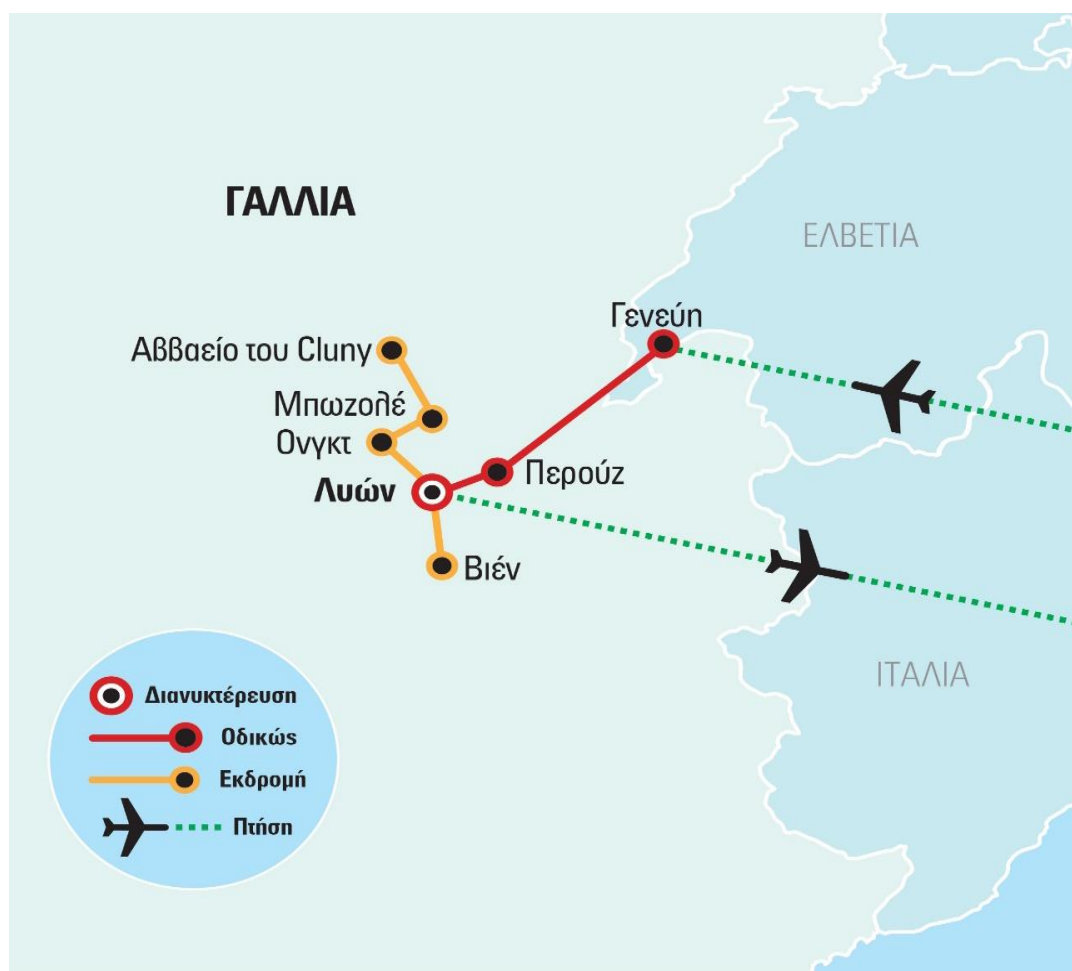 ΓΑΛΛΙΑ
ΕΛΒΕΤΙΑ
Γενεύη
Αββαείο του Cluny
Μπωζολέ
Ονγκτ
Περούζ
Λυών
Βιέν
ΙΤΑΛΙΑ
Διανυκτέρευση
Οδικώς
Εκδρομή
Πτήση